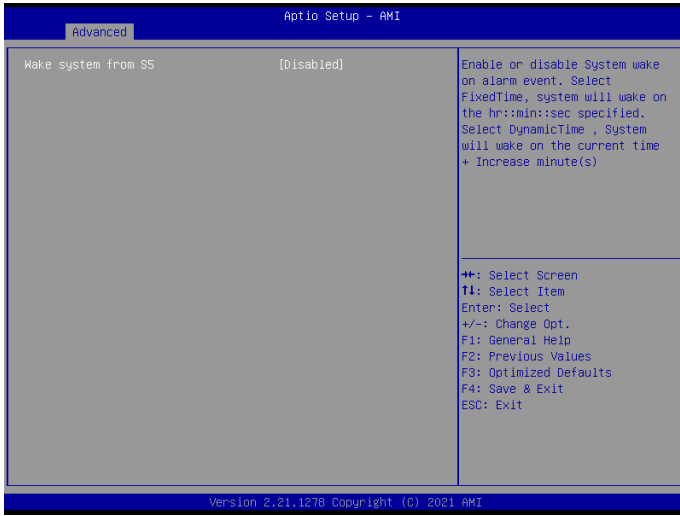 Aptio Setup – AMI
Advanced
Wake system from S5 [Disabled]
Enable or disable System wake
on alarm event. Select
FixedTime, system will wake on
the hr::min::sec specified.
Select DynamicTime , System
will wake on the current time
+ Increase minute(s)
→←: Select Screen
↑↓: Select Item
Enter: Select
+/-: Change Opt.
F1: General Help
F2: Previous Values
F3: Optimized Defaults
F4: Save & Exit
ESC: Exit
Version 2.21.1278 Copyright (C) 2021 AMI